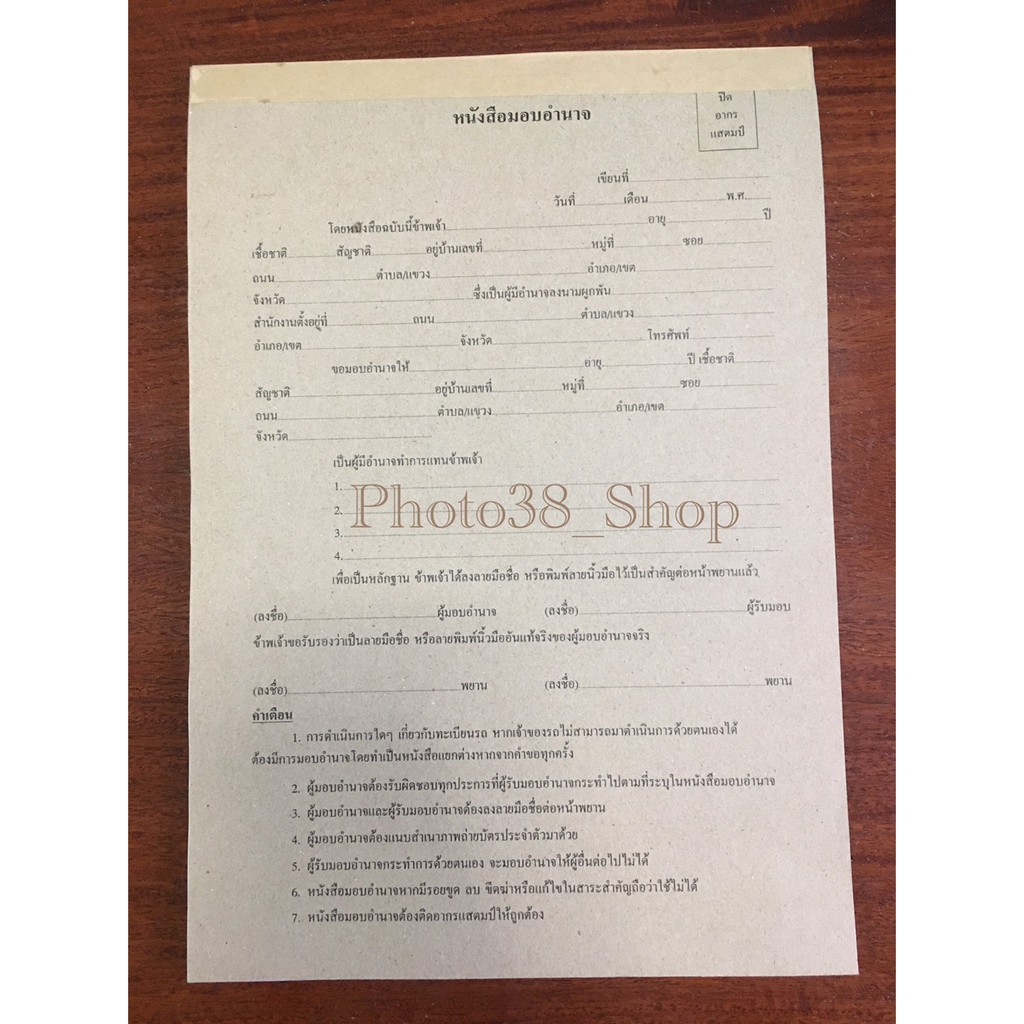 ปิด
อากร
แสตมป์
หนังสือมอบอำนาจ
เขียนที่
วันที่ เดือน พ.ศ.
โดยหนังสือฉบับนี้ข้าพเจ้า อายุ ปี
เชื้อชาติ สัญชาติ อยู่บ้านเลขที่ หมู่ที่ ซอย
ถนน ตำบล/แขวง อำเภอ/เขต
จังหวัด ซึ่งเป็นผู้มีอำนาจลงนามผูกพัน
สำนักงานตั้งอยู่ที่ ถนน ตำบล/แขวง
อำเภอ/เขต จังหวัด โทรศัพท์
ขอมอบอำนาจให้ อายุ ปี เชื้อชาติ
สัญชาติ อยู่บ้านเลขที่ หมู่ที่ ซอย
ถนน ตำบล/แขวง อำเภอ/เขต
จังหวัด
เป็นผู้มีอำนาจทำการแทนข้าพเจ้า
1.
2.
3.
4.
Photo38_Shop
เพื่อเป็นหลักฐาน ข้าพเจ้าได้ลงลายมือชื่อ หรือพิมพ์ลายนิ้วมือไว้เป็นสำคัญต่อหน้าพยานแล้ว
(ลงชื่อ) ผู้มอบอำนาจ (ลงชื่อ) ผู้รับมอบ
ข้าพเจ้าขอรับรองว่าเป็นลายมือชื่อ หรือลายพิมพ์นิ้วมืออันแท้จริงของผู้มอบอำนาจจริง
(ลงชื่อ) พยาน (ลงชื่อ) พยาน
คำเตือน
1. การดำเนินการใดๆ เกี่ยวกับทะเบียนรถ หากเจ้าของรถไม่สามารถมาดำเนินการด้วยตนเองได้
ต้องมีการมอบอำนาจโดยทำเป็นหนังสือแยกต่างหากจากคำขอทุกครั้ง
2. ผู้มอบอำนาจต้องรับผิดชอบทุกประการที่ผู้รับมอบอำนาจกระทำไปตามที่ระบุในหนังสือมอบอำนาจ
3. ผู้มอบอำนาจและผู้รับมอบอำนาจต้องลงลายมือชื่อต่อหน้าพยาน
4. ผู้มอบอำนาจต้องแนบสำเนาภาพถ่ายบัตรประจำตัวมาด้วย
5. ผู้รับมอบอำนาจกระทำการด้วยตนเอง จะมอบอำนาจให้ผู้อื่นต่อไปไม่ได้
6. หนังสือมอบอำนาจหากมีรอยขูด ลบ ขีดฆ่าหรือแก้ไขในสาระสำคัญถือว่าใช้ไม่ได้
7. หนังสือมอบอำนาจต้องติดอากรแสตมป์ให้ถูกต้อง